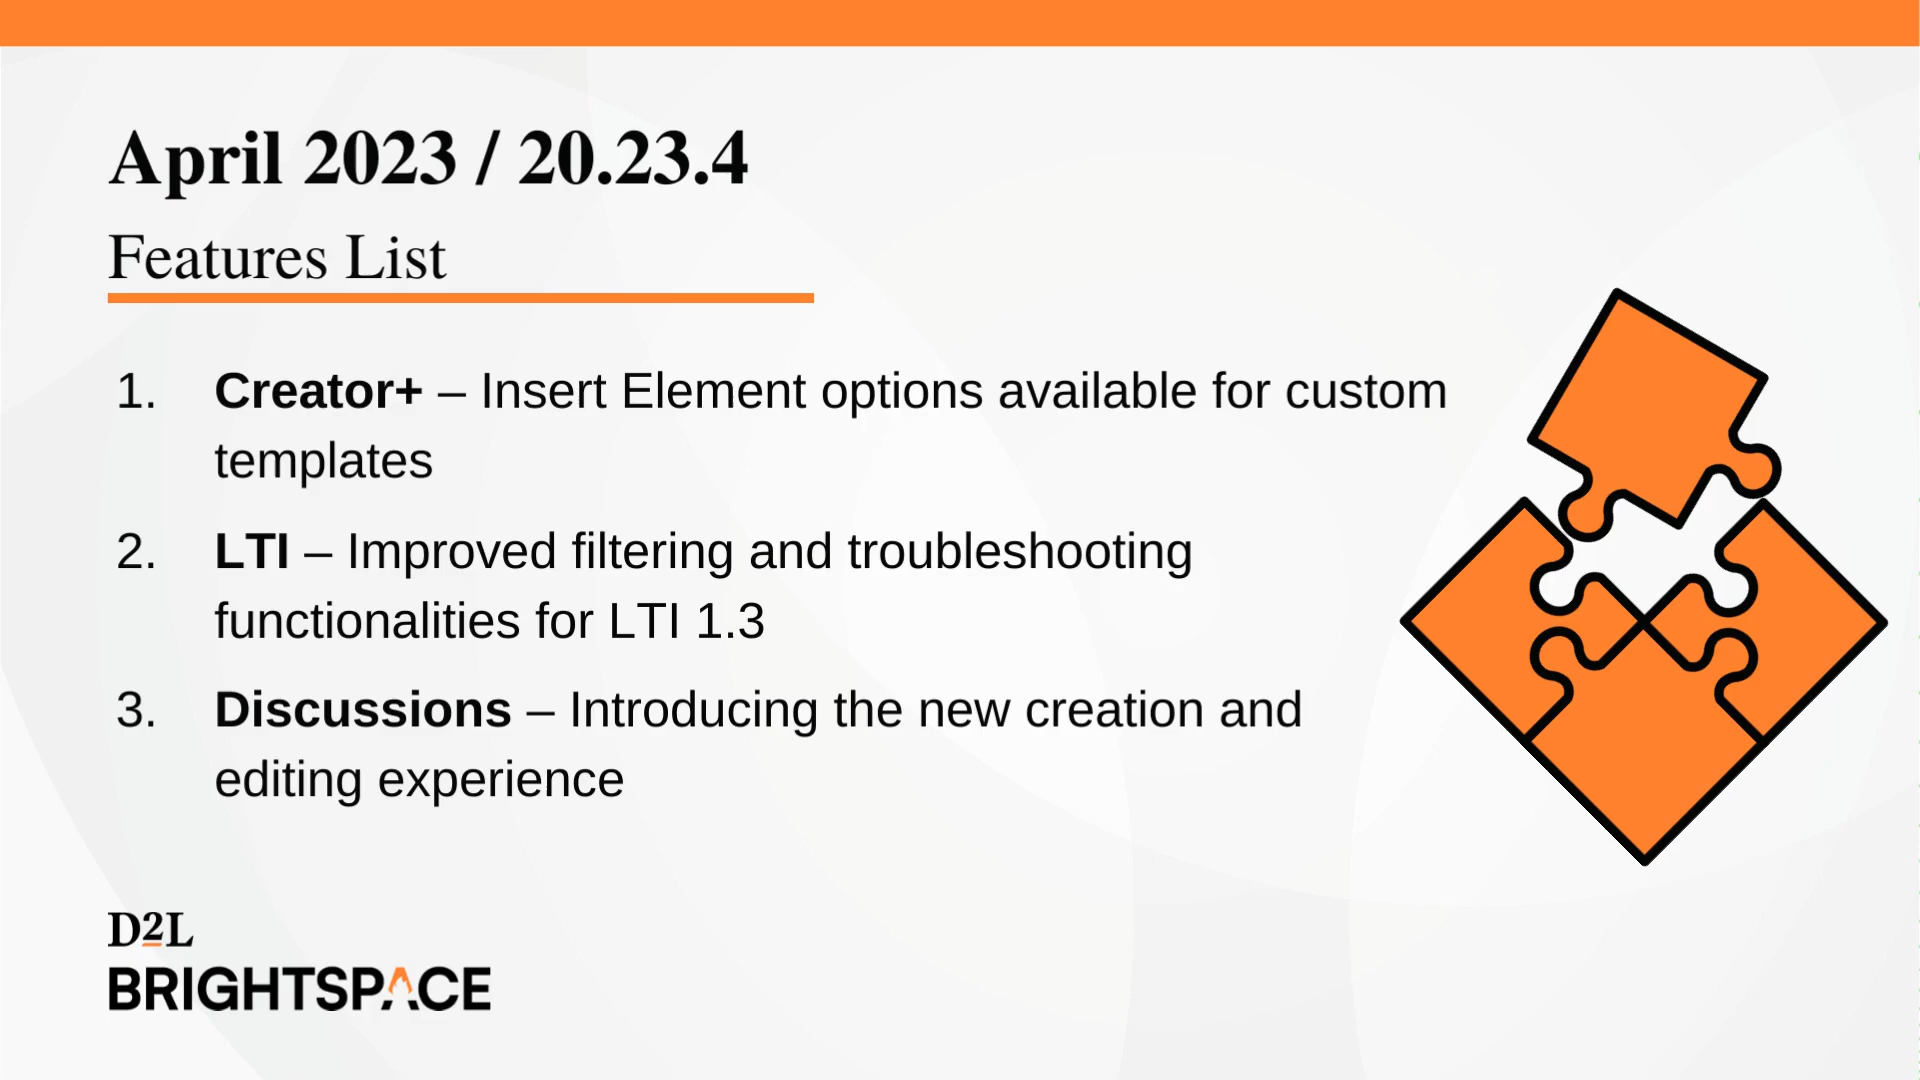 April 2023 / 20.23.4
Features List
1. Creator+ – Insert Element options available for custom
templates
2. LTI – Improved filtering and troubleshooting
functionalities for LTI 1.3
3. Discussions – Introducing the new creation and
editing experience
D2L
BRIGHTSPACE